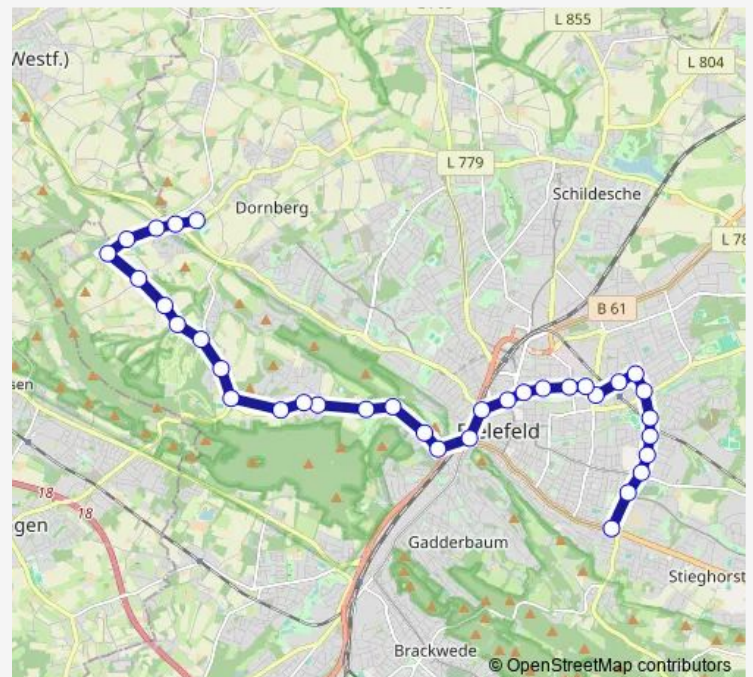 L 855
Westf.)
L 804
L 779
Schildesche
Dornberg
L 78
B 61
sen
Bielefeld
18
18
gen
Gadderbaum
Stieghorst
Brackwede
© OpenStreetMap contributors